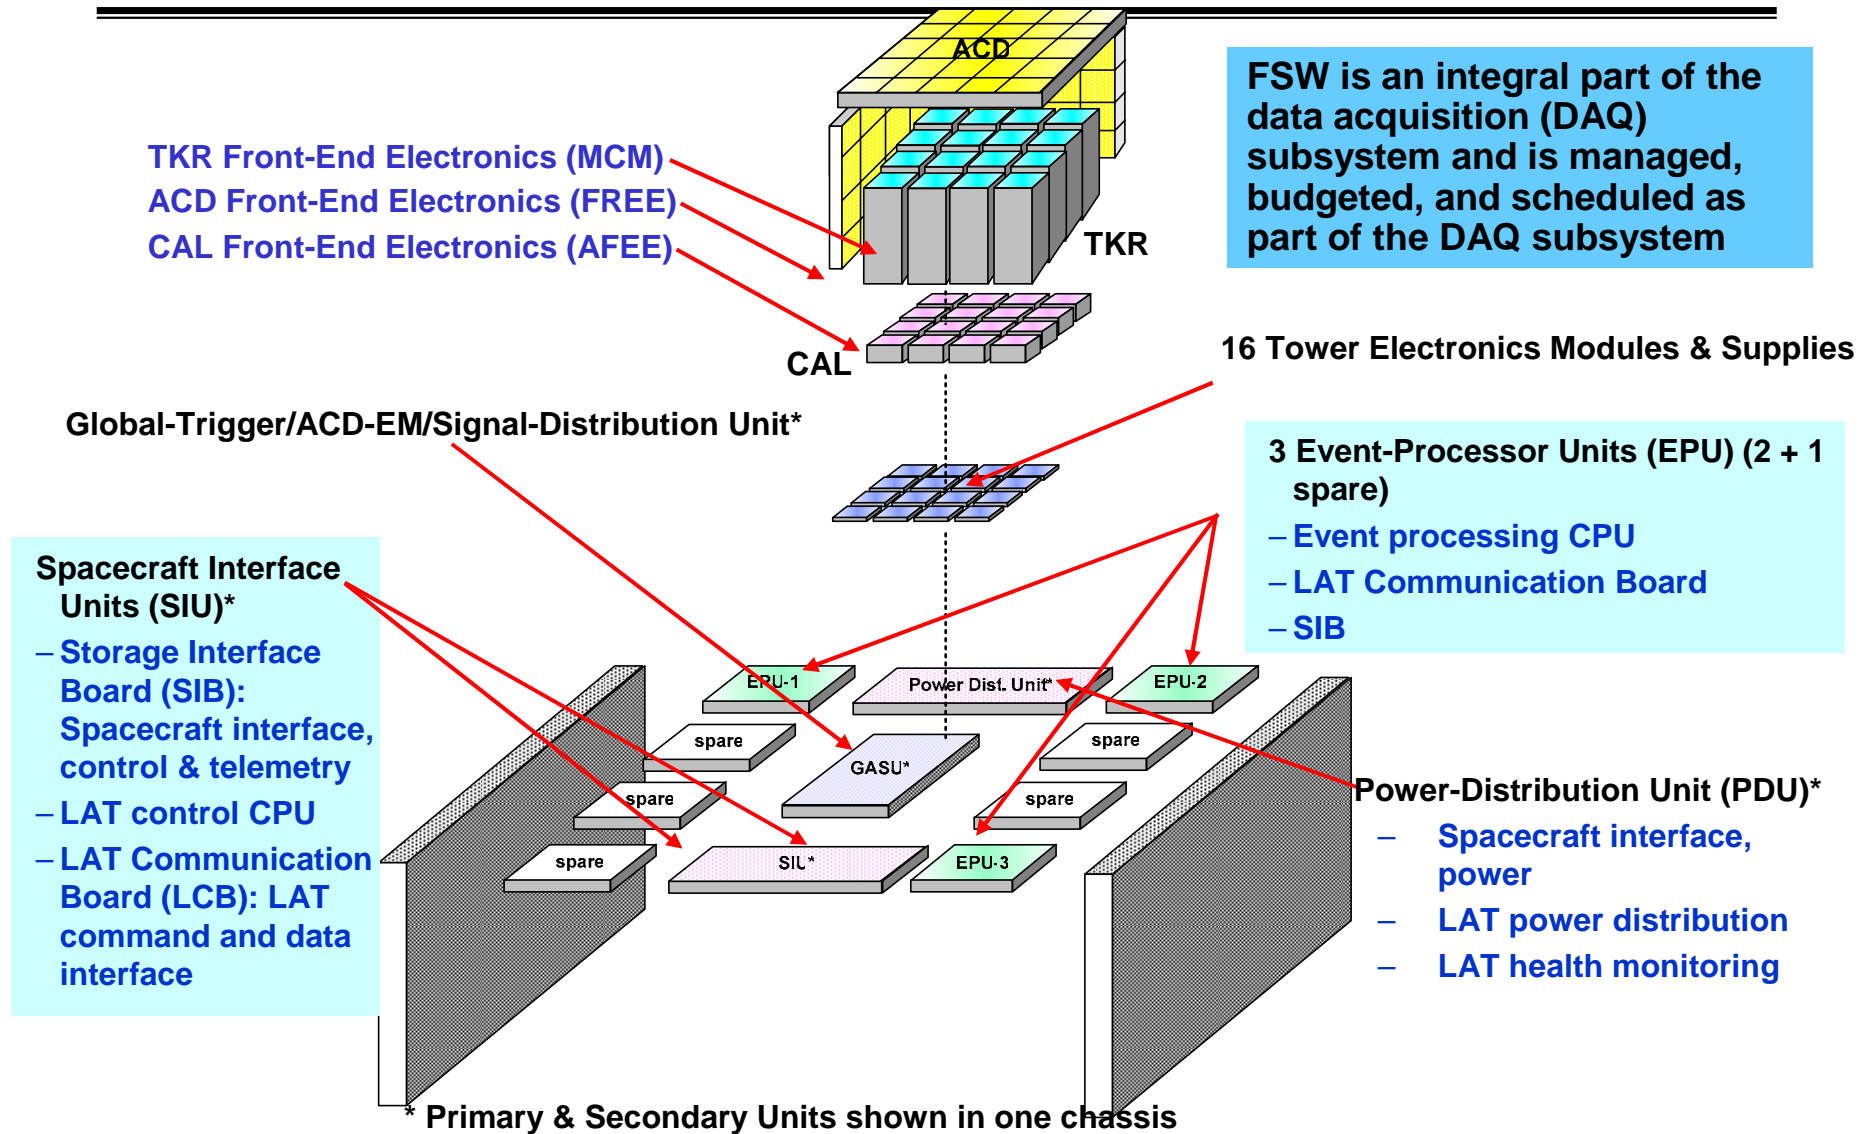 ACD
FSW is an integral part of the
data acquisition (DAQ)
subsystem and is managed,
budgeted, and scheduled as
part of the DAQ subsystem
TKR Front-End Electronics (MCM)
ACD Front-End Electronics (FREE)
CAL Front-End Electronics (AFEE)
TKR
16 Tower Electronics Modules & Supplies
CAL
Global-Trigger/ACD-EM/Signal-Distribution Unit*
3 Event-Processor Units (EPU) (2 + 1
spare)
– Event processing CPU
– LAT Communication Board
– SIB
Spacecraft Interface
Units (SIU)*
– Storage Interface
Board (SIB):
Spacecraft interface,
control & telemetry
– LAT control CPU
– LAT Communication
Board (LCB): LAT
command and data
interface
EPU-1
Power Dist. Unit*
EPU-2
spare
GASU*
spare
spare
spare
spare
SIU*
EPU-3
Power-Distribution Unit (PDU)*
– Spacecraft interface,
power
– LAT power distribution
– LAT health monitoring
* Primary & Secondary Units shown in one chassis